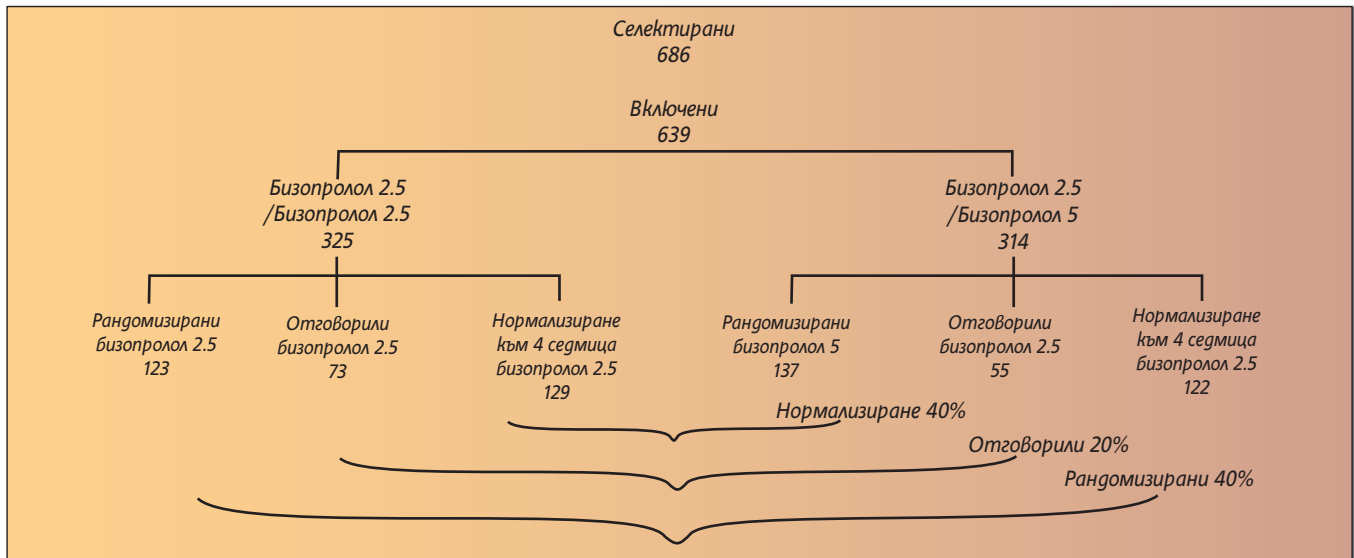 Селектирани
686
Включени
639
Бизопролол 2.5
/Бизопролол 2.5
325
Бизопролол 2.5
/Бизопролол 5
314
Рандомизирани
бизопролол 2.5
123
Отговорили
бизопролол 2.5
73
Нормализиране
към 4 седмица
бизопролол 2.5
129
Рандомизирани
бизопролол 5
137
Отговорили
бизопролол 2.5
55
Нормализиране
към 4 седмица
бизопролол 2.5
122
Нормализиране 40%
Отговорили 20%
Рандомизирани 40%